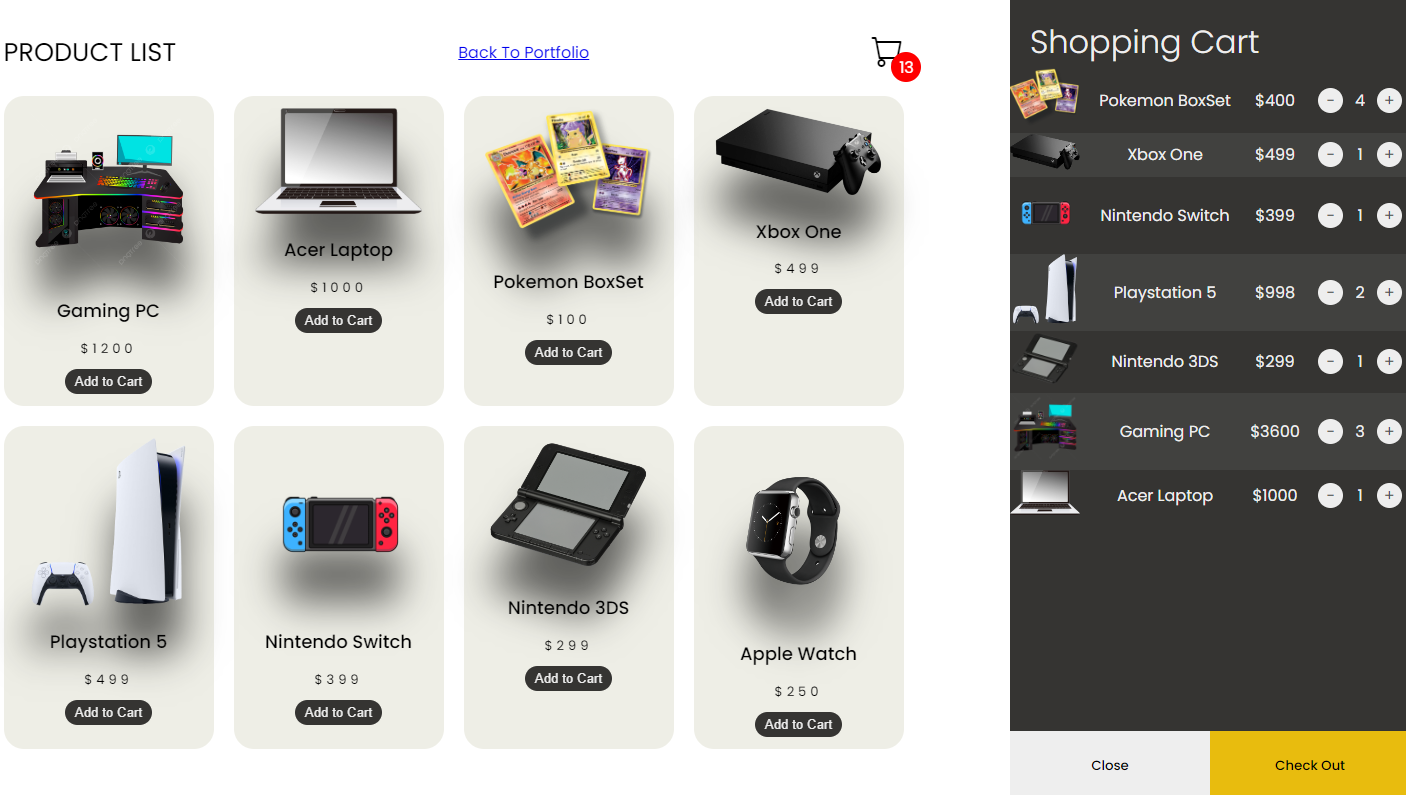 PRODUCT LIST
Back To Portfolio
13
Gaming PC
$1200
Add to Cart
Acer Laptop
$1000
Add to Cart
Pokemon BoxSet
$100
Add to Cart
Xbox One
$499
Add to Cart
Playstation 5
$499
Add to Cart
Nintendo Switch
$399
Add to Cart
Nintendo 3DS
$299
Add to Cart
Apple Watch
$250
Add to Cart
Shopping Cart
Pokemon BoxSet $400 - 4 +
Xbox One $499 - 1 +
Nintendo Switch $399 - 1 +
Playstation 5 $998 - 2 +
Nintendo 3DS $299 - 1 +
Gaming PC $3600 - 3 +
Acer Laptop $1000 - 1 +
Close
Check Out